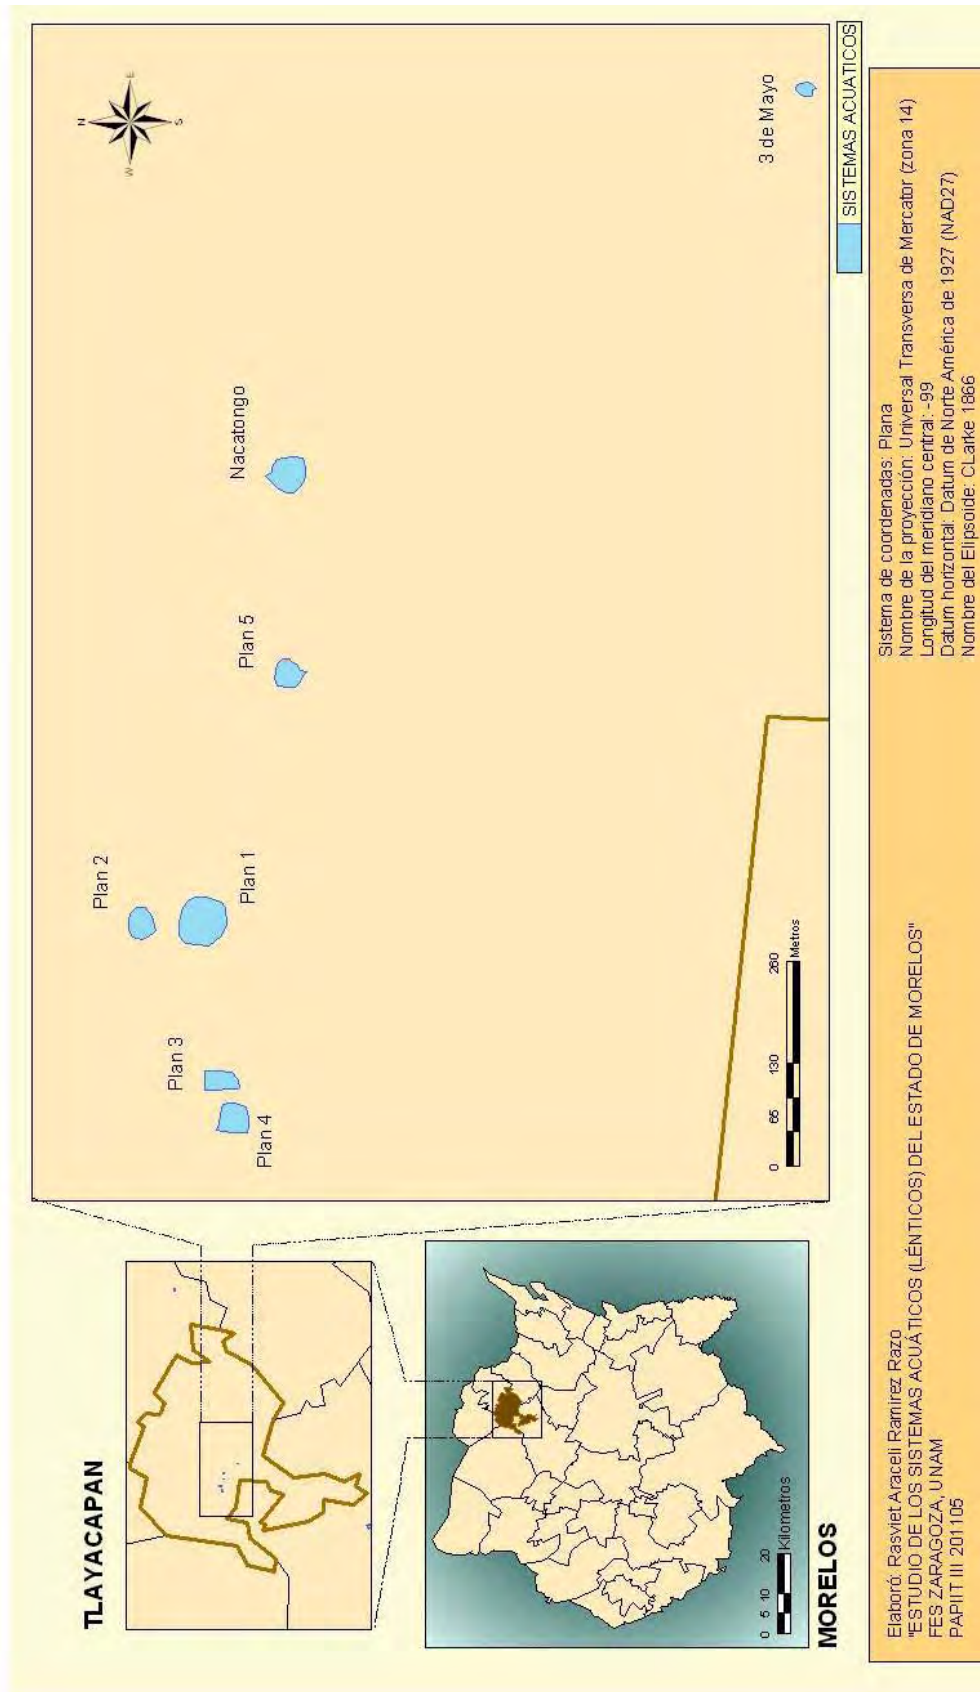 TLAYACAPAN
MORELOS
0 5 10 20
Kilometros
Plan 2
Plan 1
Plan 3
Plan 4
Plan 5
Nacatongo
3 de Mayo
N
W E
S
0 65 130 260
Metros
SISTEMAS ACUATICOS
Elaboró: Rasviet Araceli Ramirez Razo
"ESTUDIO DE LOS SISTEMAS ACUÁTICOS (LÉNTICOS) DEL ESTADO DE MORELOS"
FES ZARAGOZA, UNAM
PAPIIT III 201105
Sistema de coordenadas: Plana
Nombre de la proyección: Universal Transversa de Mercator (zona 14)
Longitud del meridiano central: -99
Datum horizontal: Datum de Norte América de 1927 (NAD27)
Nombre del Elipsoide: CLarke 1866